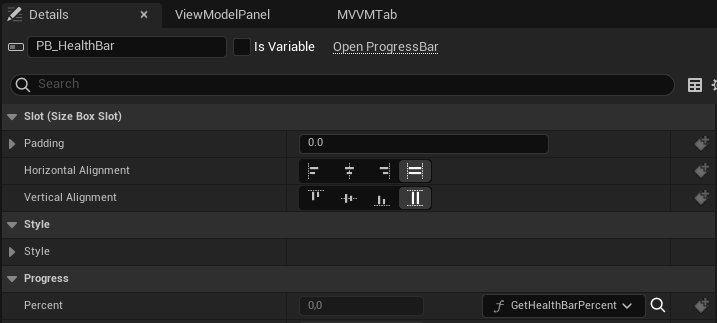 Details ViewModelPanel MVVMTab
PB_HealthBar Is Variable Open ProgressBar
Search
Slot (Size Box Slot)
Padding 0.0
Horizontal Alignment
Vertical Alignment
Style
Style
Progress
Percent 0,0 f GetHealthBarPercent